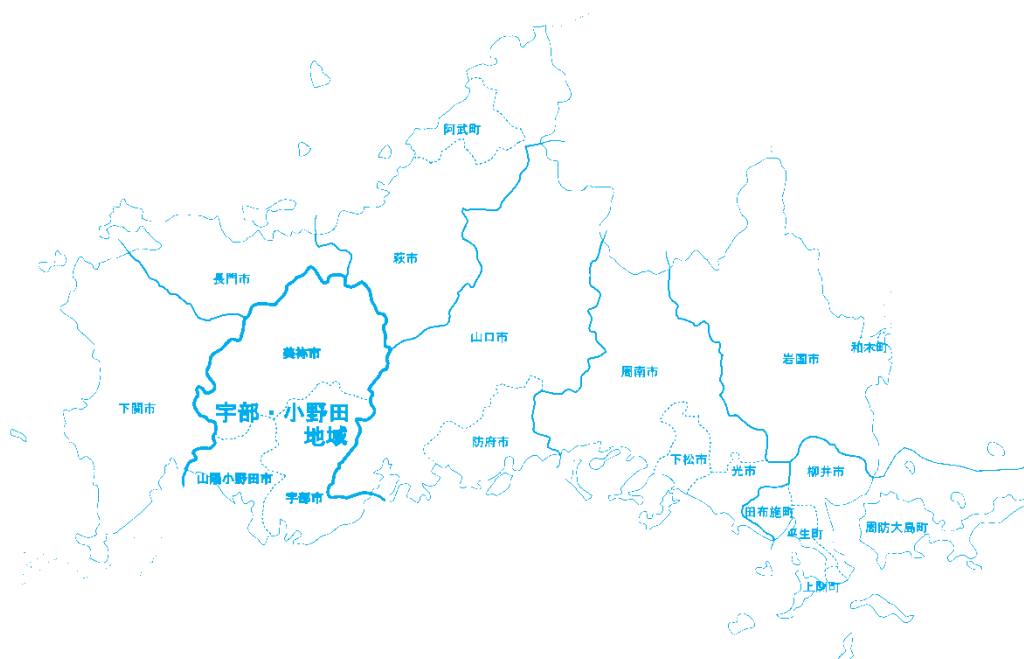 阿武町
萩市
長門市
山口市
美祢市
岩国市
和木町
周南市
下関市
宇部・小野田
地域
防府市
下松市
光市
柳井市
山陽小野田市
宇部市
田布施町
平生町
周防大島町
上関町